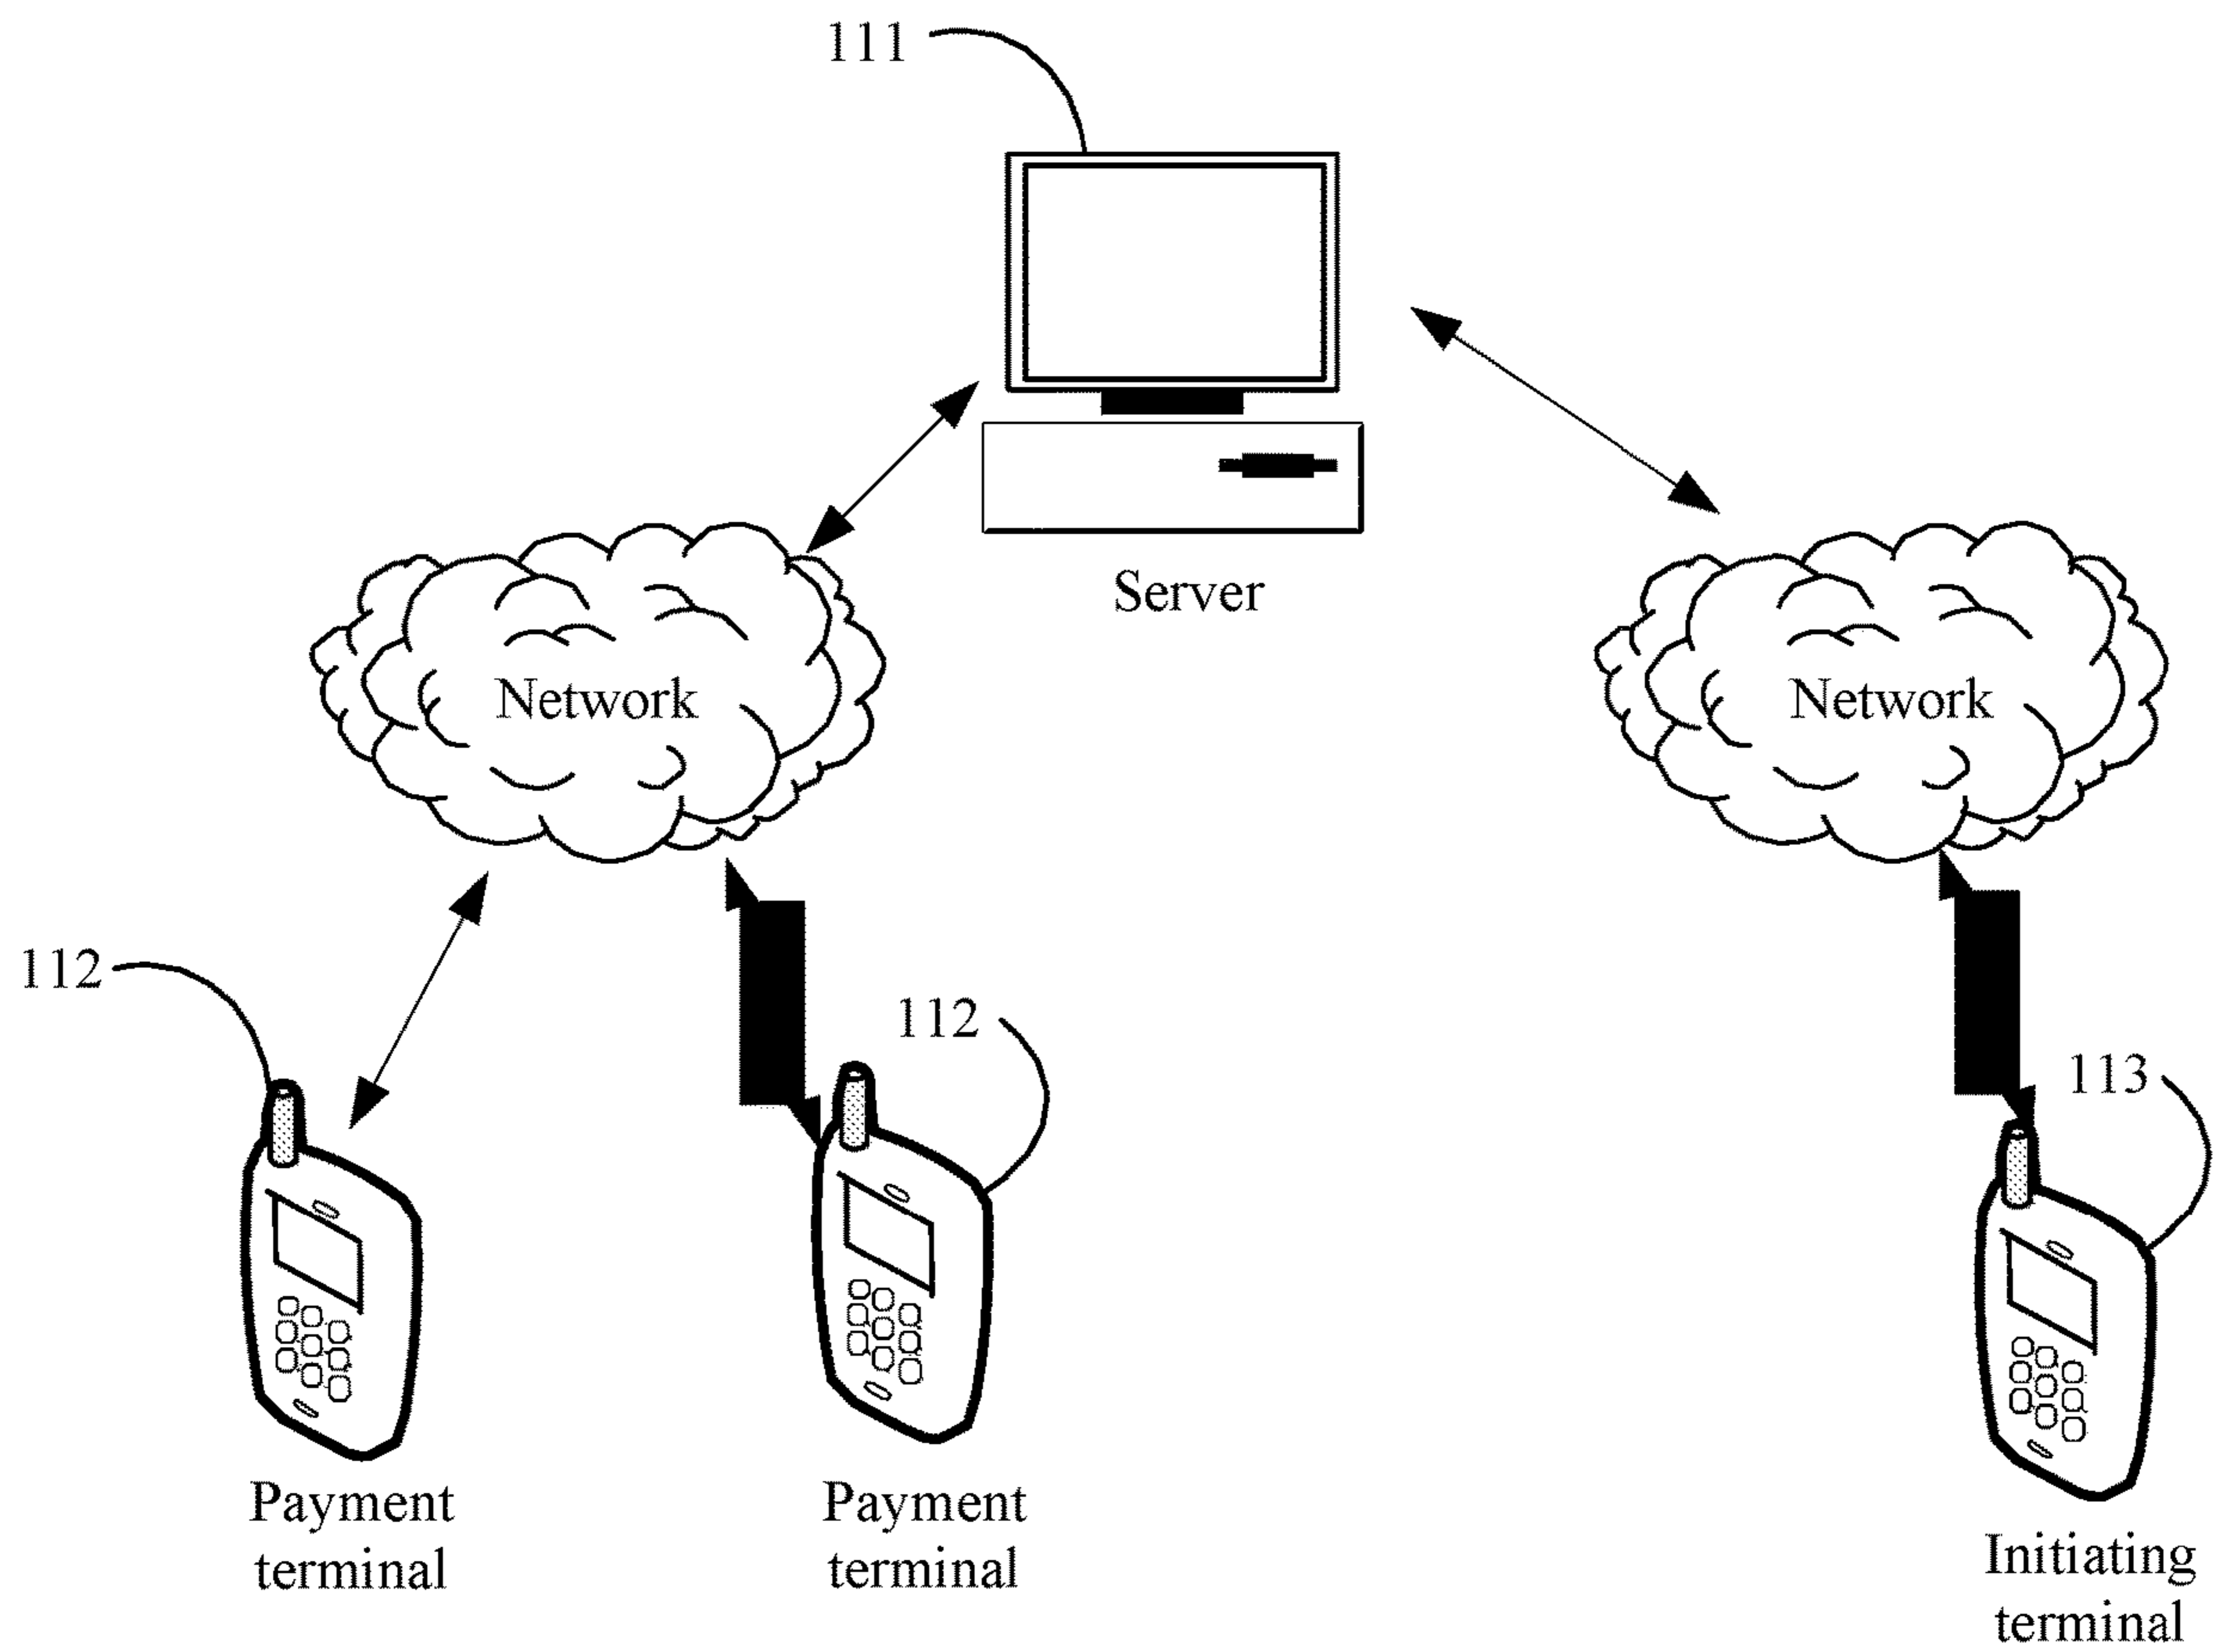 111
Server
Network
Network
112
112
113
Payment
terminal
Payment
terminal
Initiating
terminal